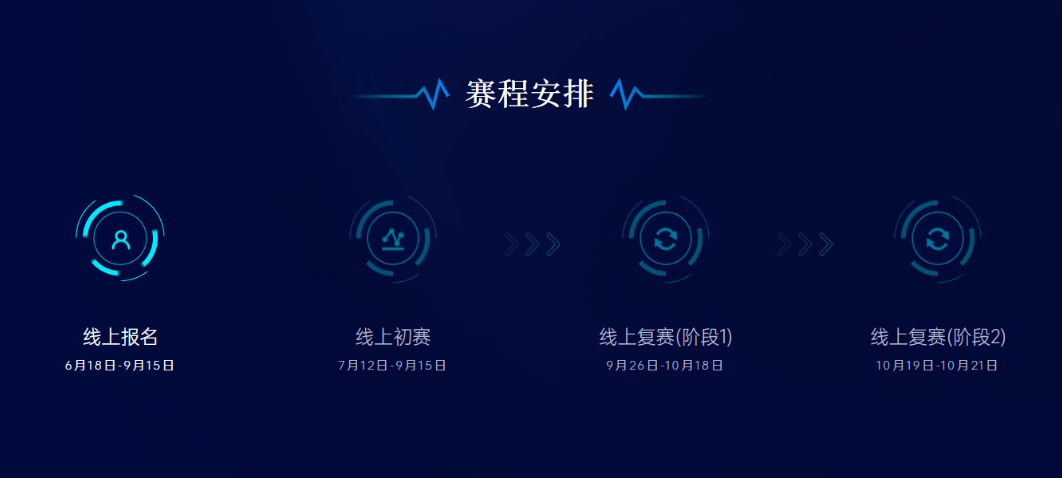 赛程安排
线上报名
6月18日-9月15日
线上初赛
7月12日-9月15日
线上复赛(阶段1)
9月26日-10月18日
线上复赛(阶段2)
10月19日-10月21日